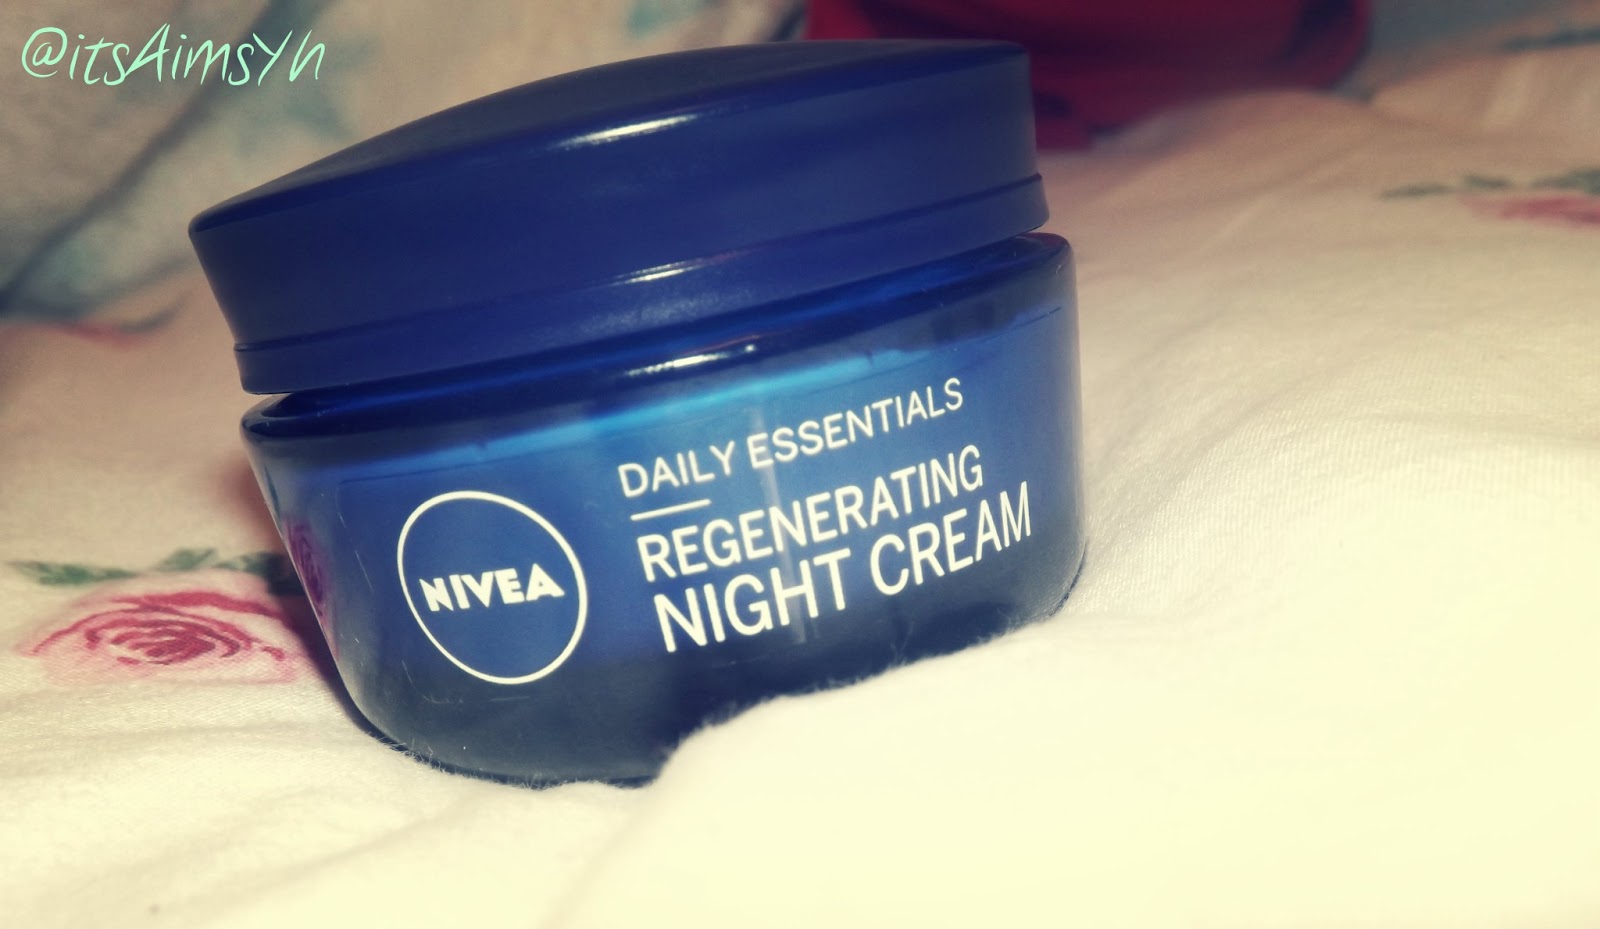 @itsAimsYh
DAILY ESSENTIALS
REGENERATING
NIGHT CREAM
NIVEA